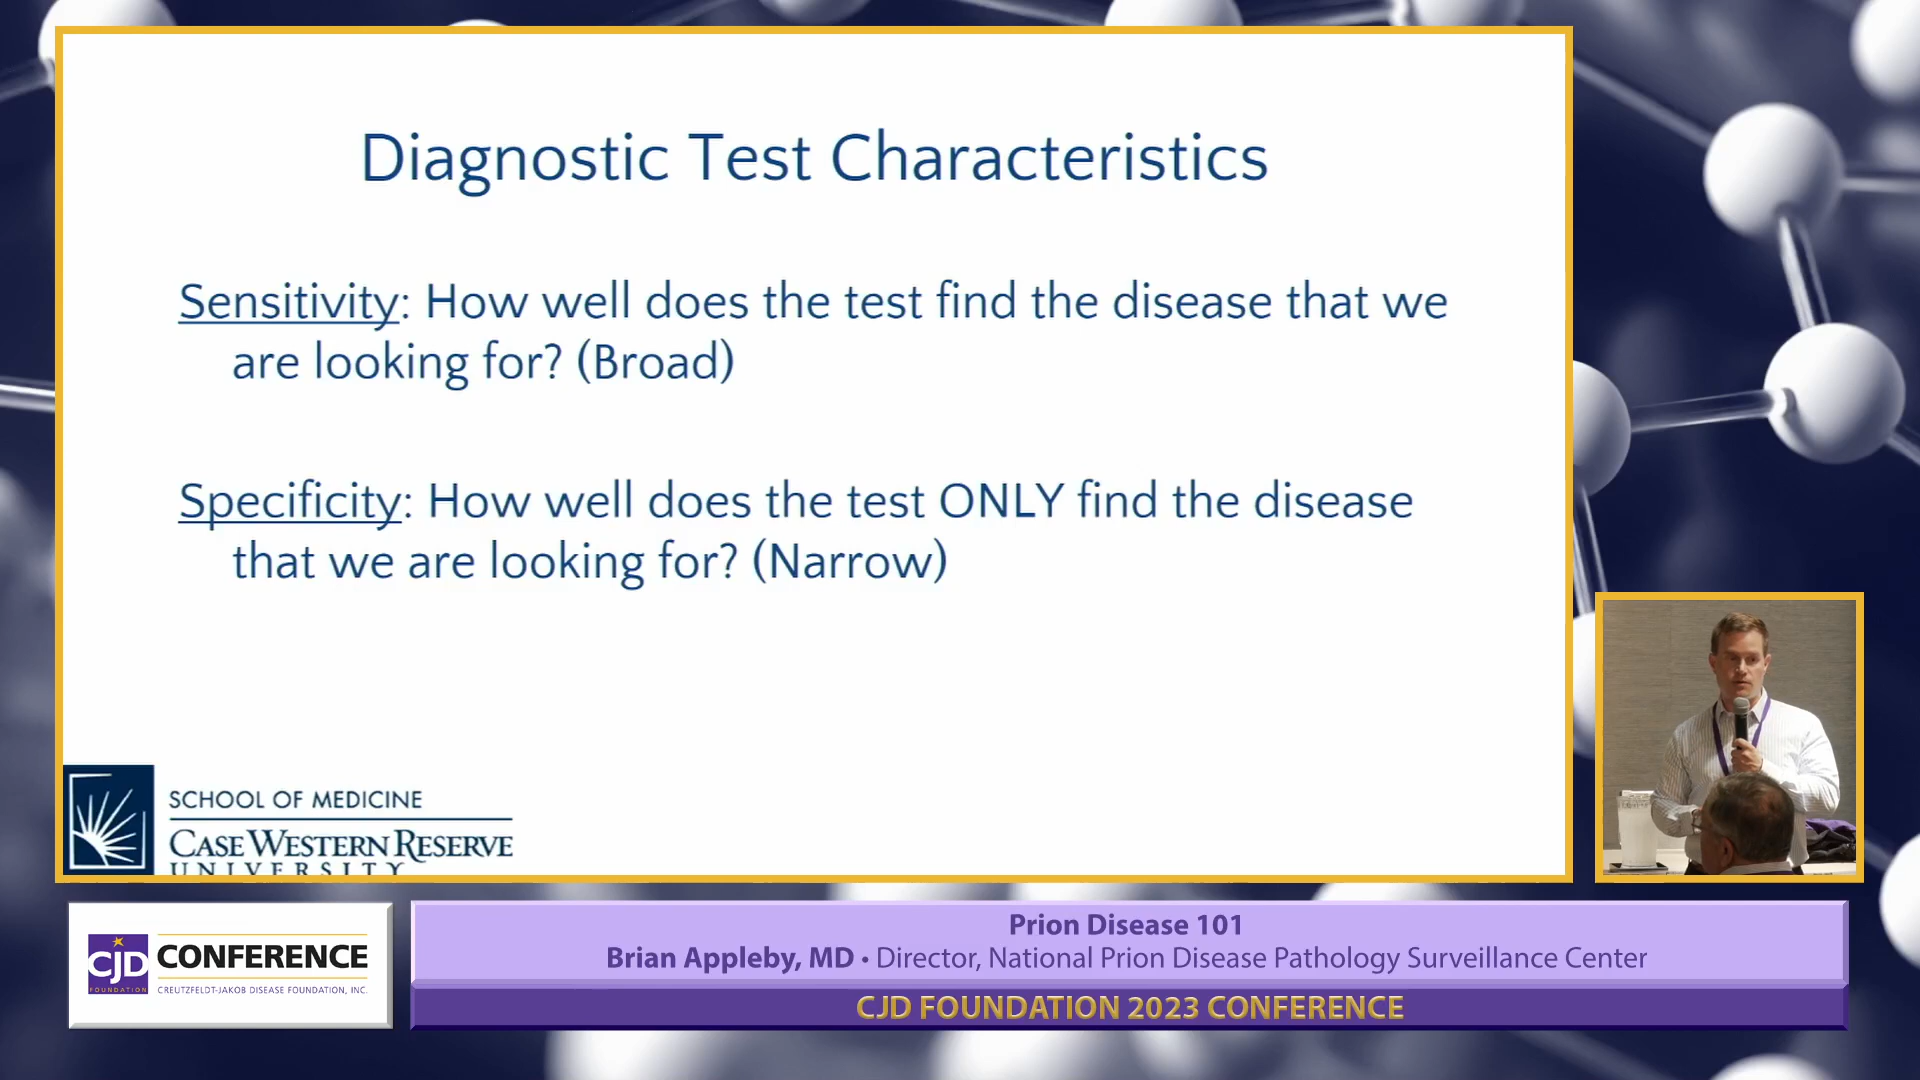 Diagnostic Test Characteristics
Sensitivity: How well does the test find the disease that we
are looking for? (Broad)
Specificity: How well does the test ONLY find the disease
that we are looking for? (Narrow)
SCHOOL OF MEDICINE
CASE WESTERN RESERVE
UNIVERSITY
CJD
FOUNDATION
CONFERENCE
CREUTZFELDT-JAKOB DISEASE FOUNDATION, INC.
Prion Disease 101
Brian Appleby, MD • Director, National Prion Disease Pathology Surveillance Center
CJD FOUNDATION 2023 CONFERENCE